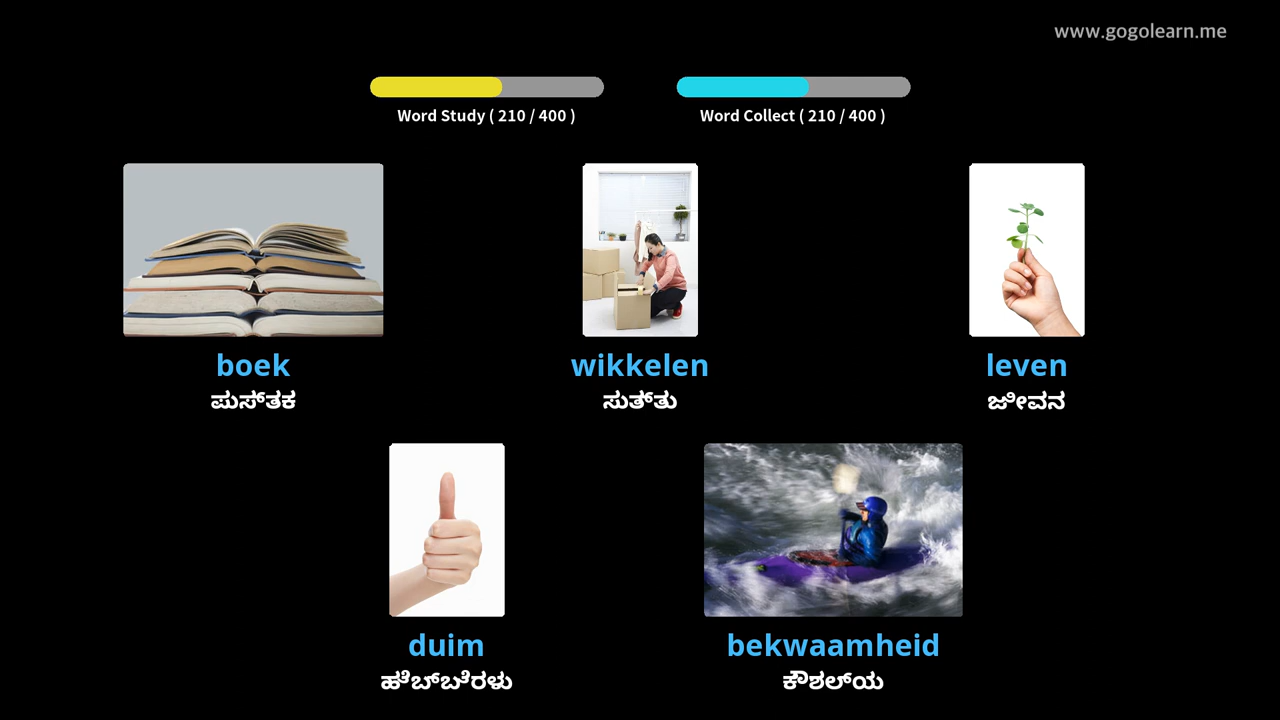 www.gogolearn.me
Word Study ( 210 / 400 )
Word Collect ( 210 / 400 )
boek
ಪುಸ್ತಕ
wikkelen
ಸುತ್ತು
leven
ಜೀವನ
duim
ಹೆಬ್ಬೆರಳು
bekwaamheid
ಕೌಶಲ್ಯ